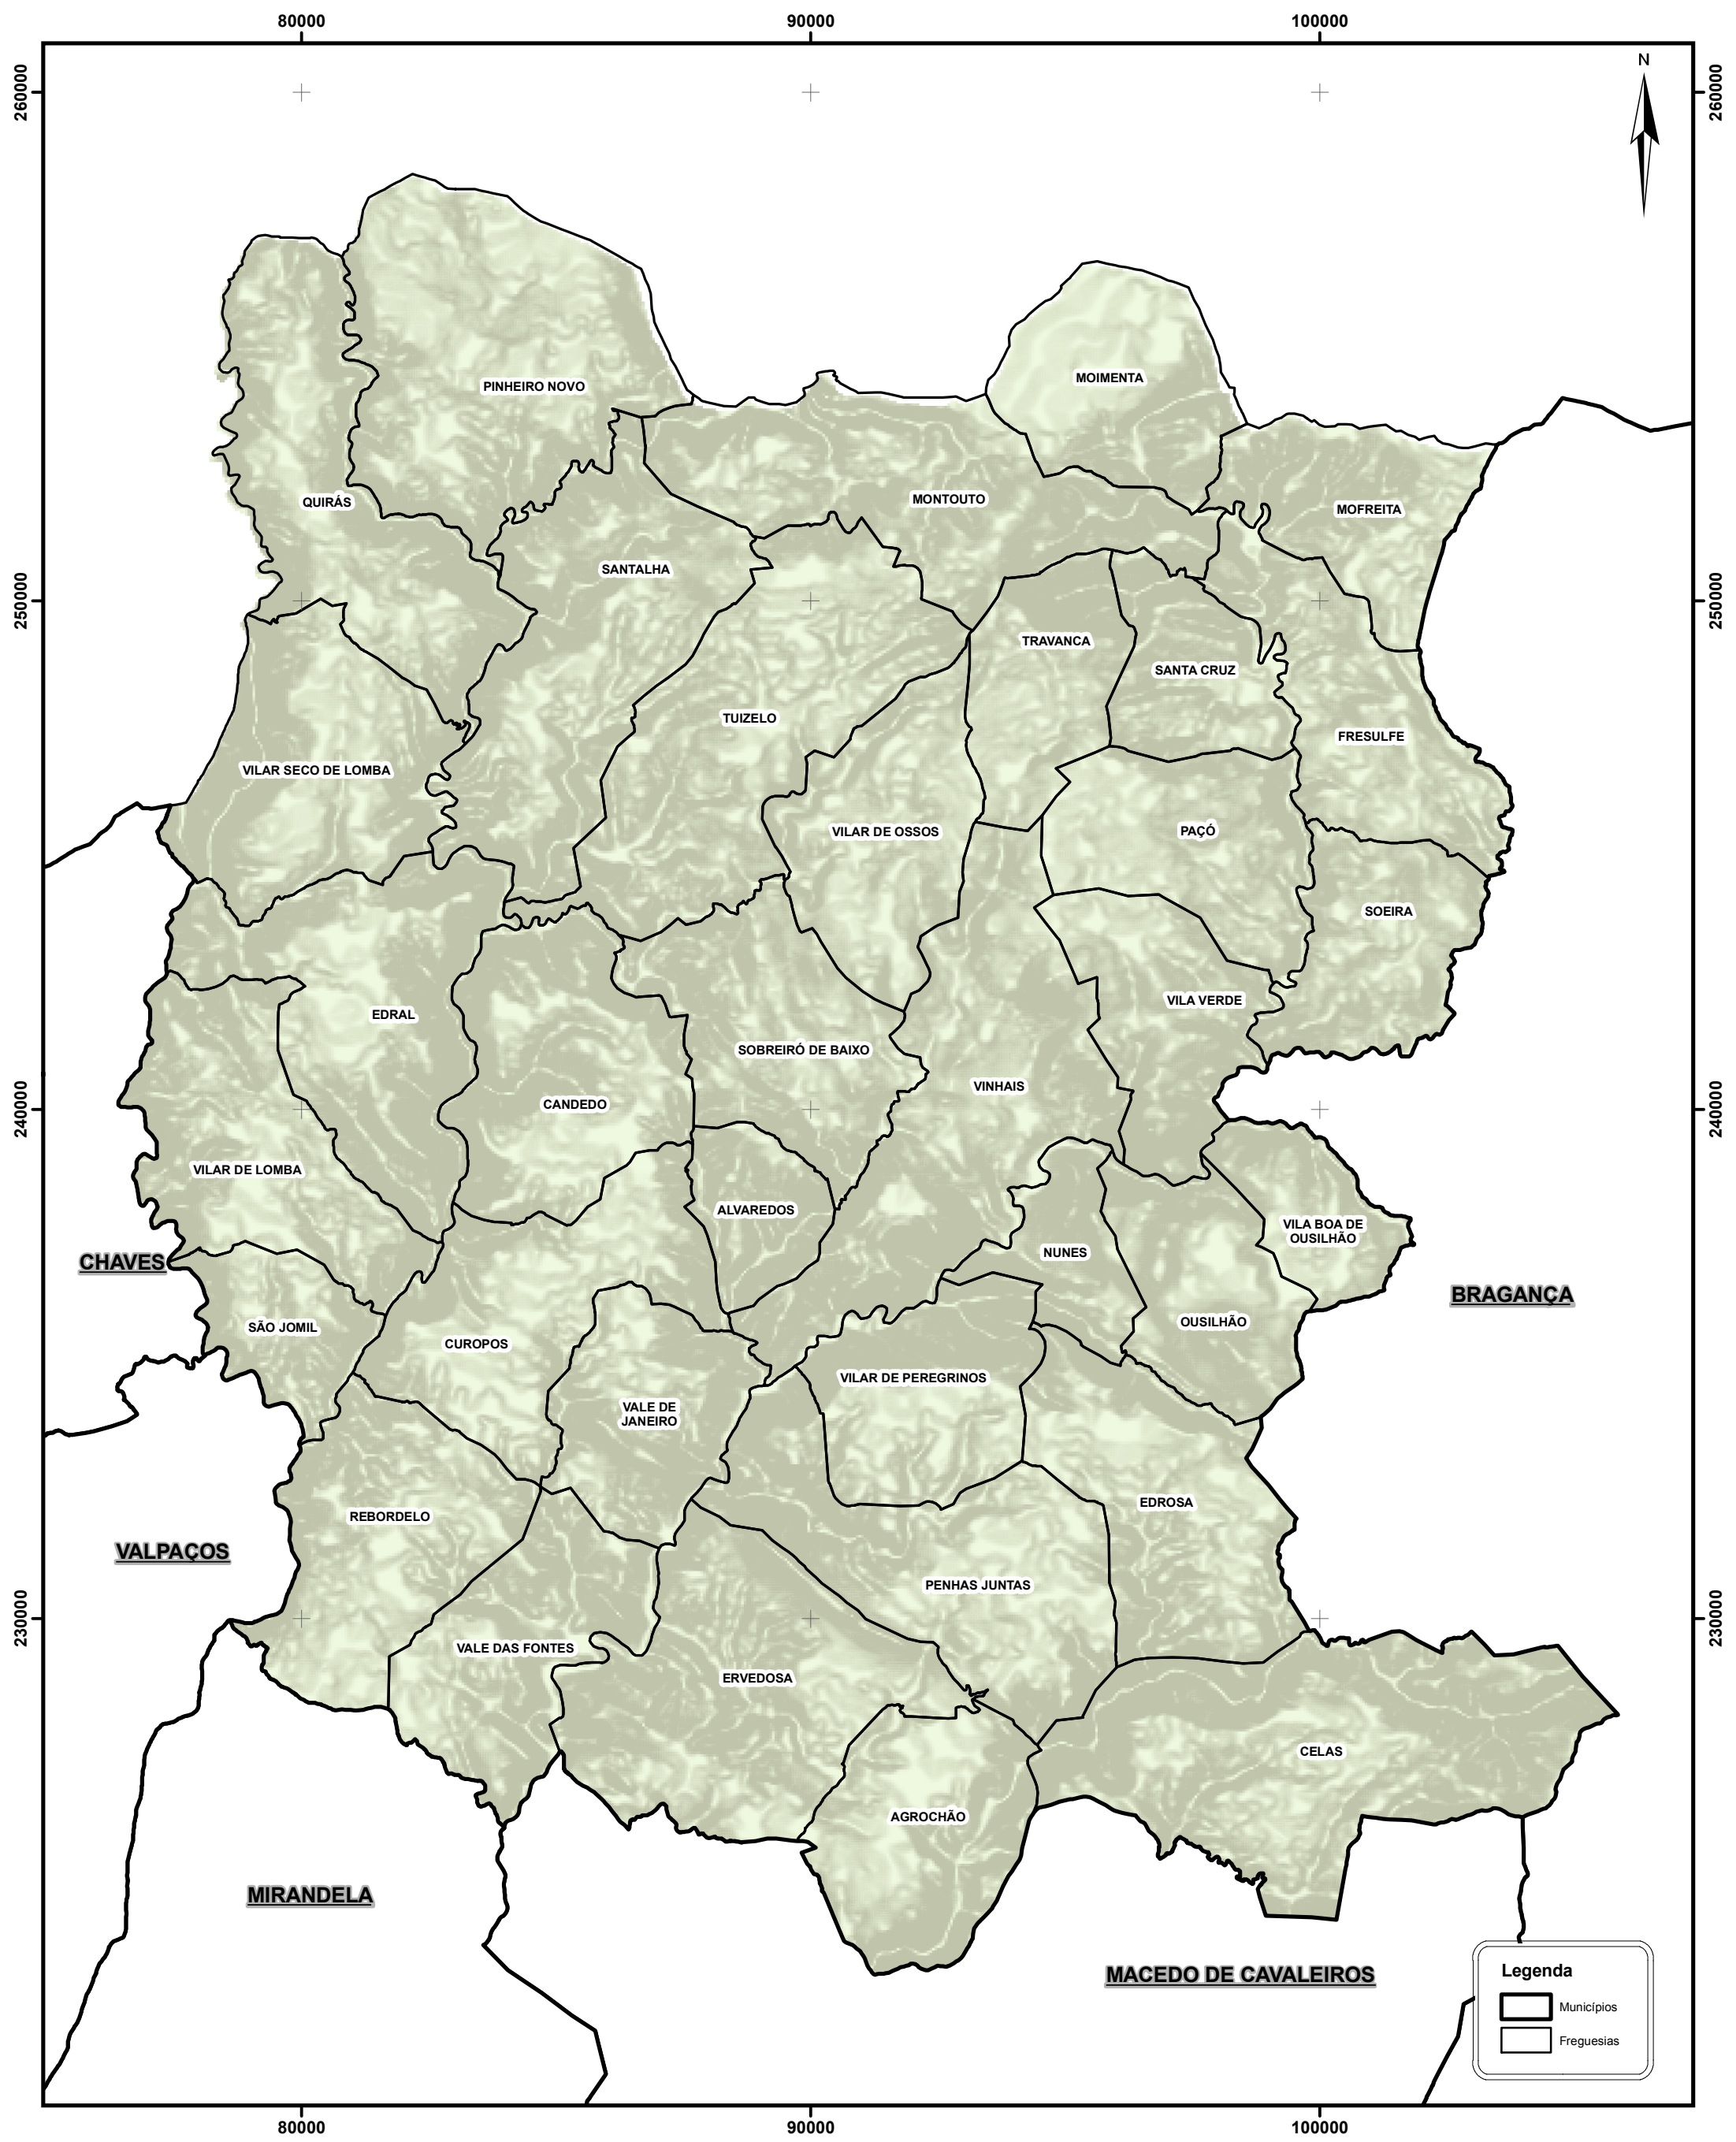 80000
90000
100000
N
260000
260000
PINHEIRO NOVO
MOIMENTA
QUIRÁS
MONTOUTO
MOFREITA
SANTALHA
250000
250000
TRAVANCA
SANTA CRUZ
TUIZELO
FRESULFE
VILAR SECO DE LOMBA
VILAR DE OSSOS
PAÇÓ
SOEIRA
VILA VERDE
EDRAL
SOBREIRÓ DE BAIXO
VINHAIS
CANDEDO
240000
240000
VILAR DE LOMBA
ALVAREDOS
VILA BOA DE
OUSILHÃO
NUNES
CHAVES
BRAGANÇA
OUSILHÃO
SÃO JOMIL
CUROPOS
VILAR DE PEREGRINOS
VALE DE
JANEIRO
EDROSA
REBORDELO
VALPAÇOS
PENHAS JUNTAS
230000
230000
VALE DAS FONTES
ERVEDOSA
CELAS
AGROCHÃO
MIRANDELA
MACEDO DE CAVALEIROS
Legenda
Municípios
Freguesias
80000
90000
100000